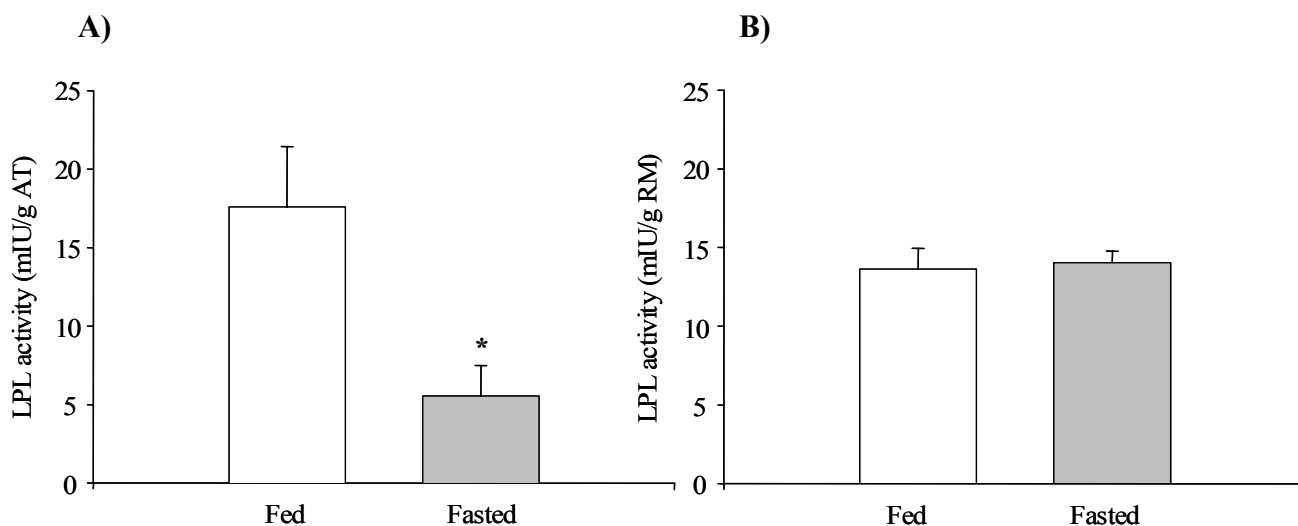 A)
LPL activity (mIU/g AT)
25
20
15
10
5
0
*
Fed
Fasted
B)
LPL activity (mIU/g RM)
25
20
15
10
5
0
Fed
Fasted